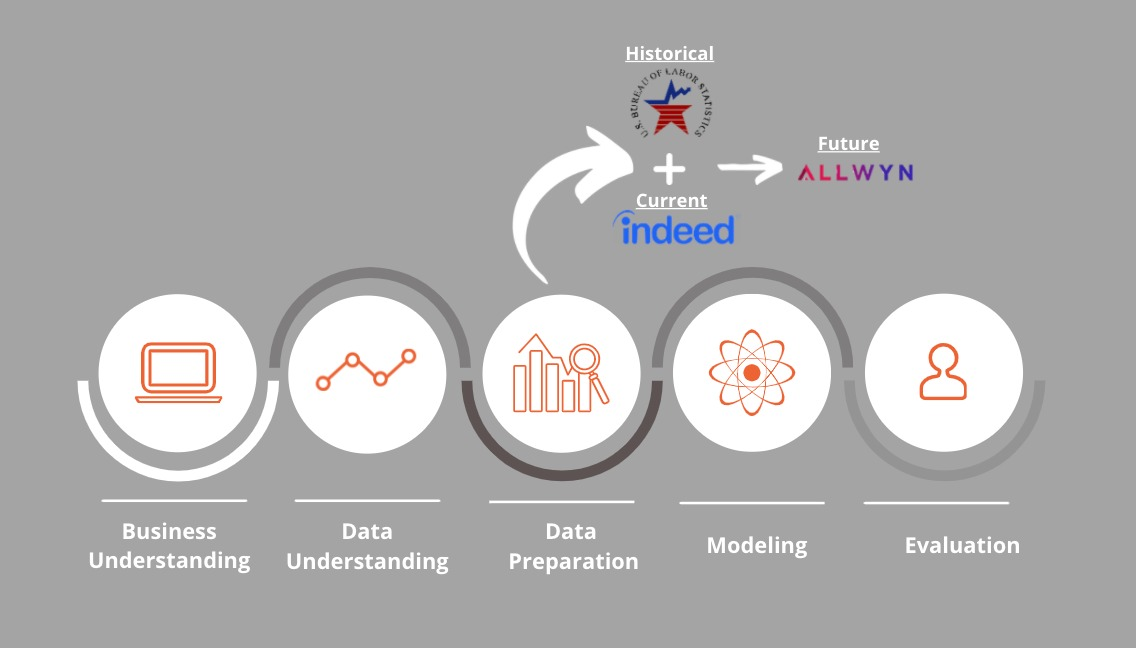 Historical
U.S. BUREAU OF LABOR STATISTICS
Current
indeed
Future
ALLWYN
Business
Understanding
Data
Understanding
Data
Preparation
Modeling
Evaluation